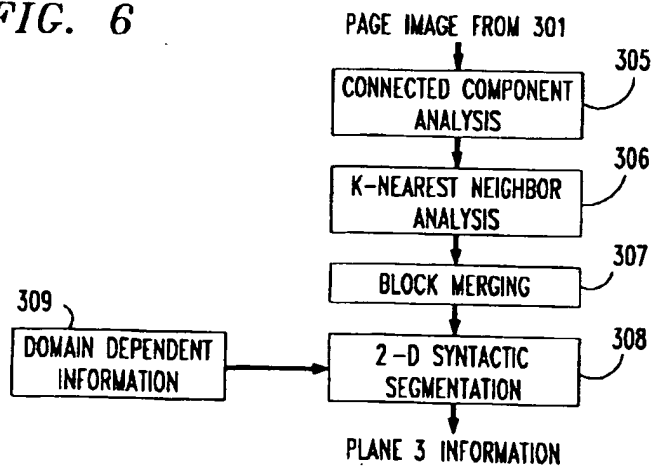 FIG. 6
PAGE IMAGE FROM 301
305
CONNECTED COMPONENT
ANALYSIS
306
K-NEAREST NEIGHBOR
ANALYSIS
307
BLOCK MERGING
309
308
DOMAIN DEPENDENT
INFORMATION
2-D SYNTACTIC
SEGMENTATION
PLANE 3 INFORMATION